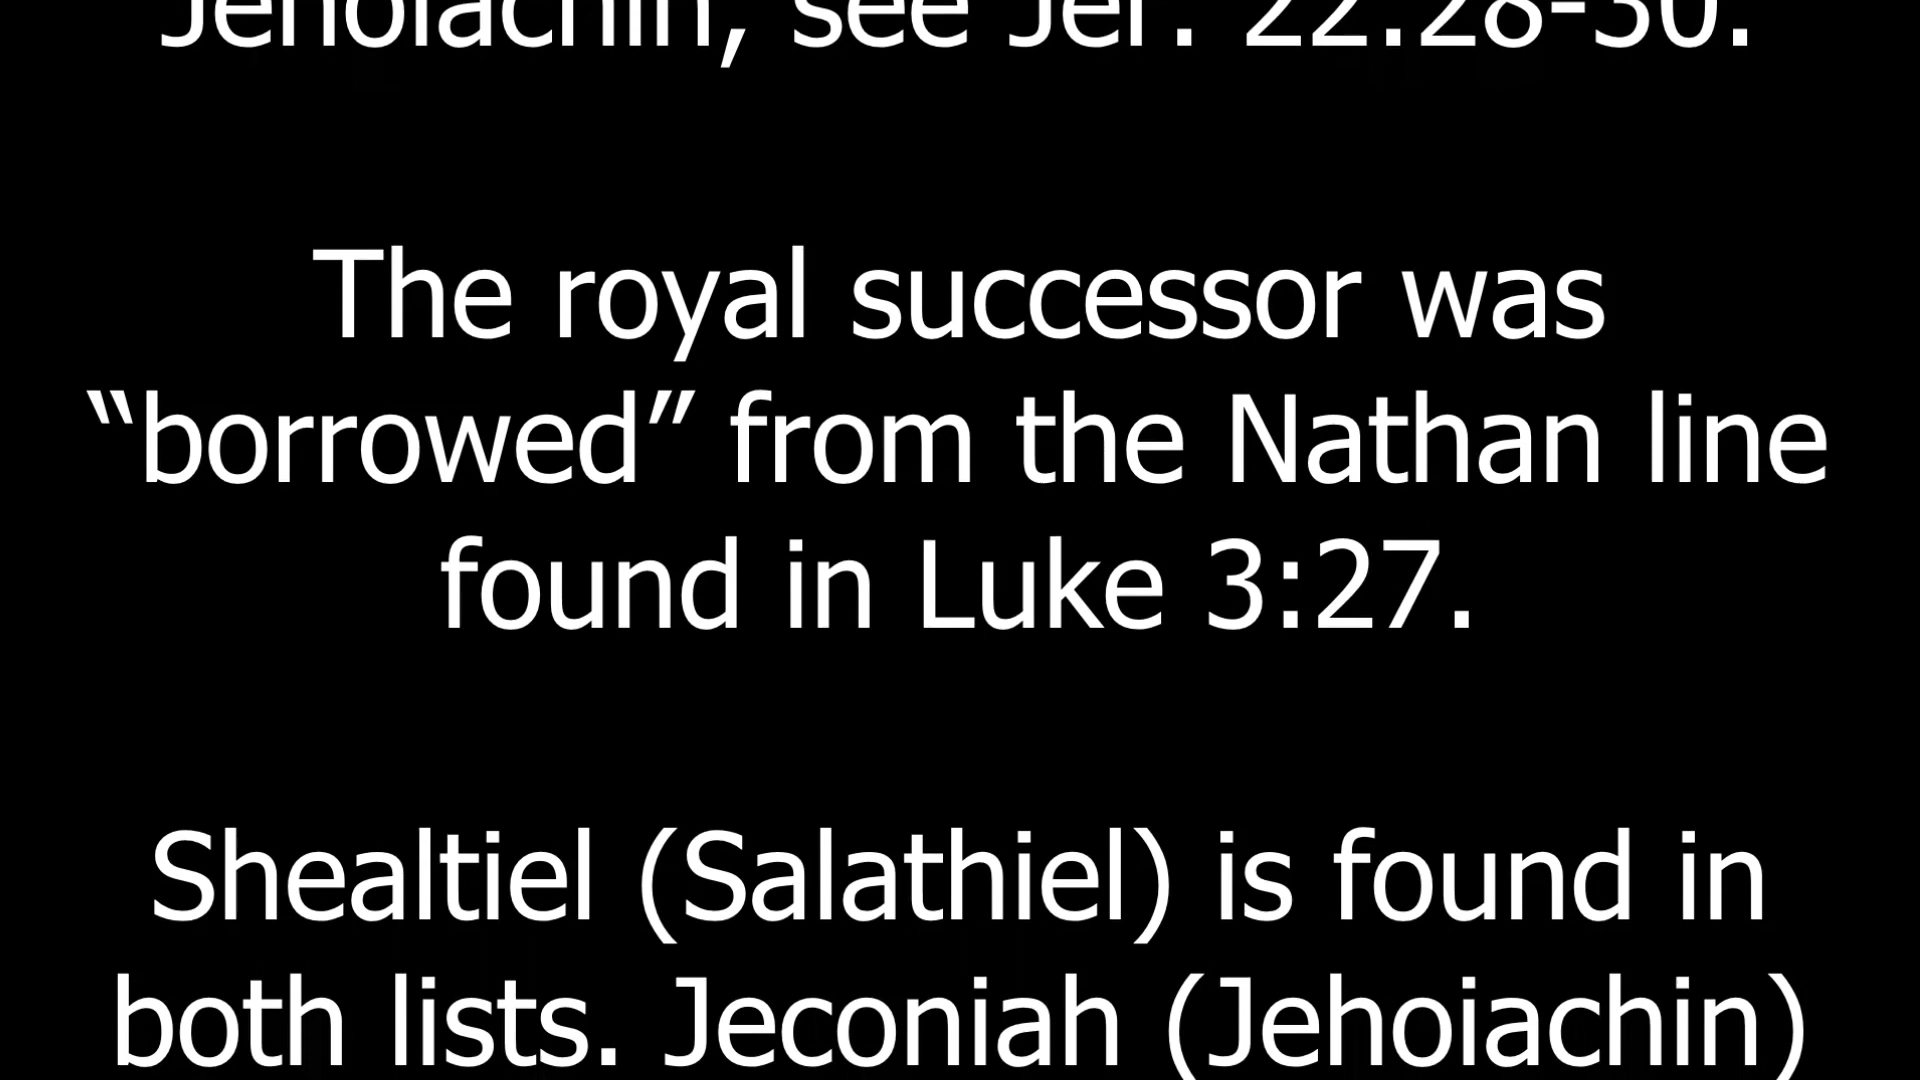 Jehoiachin, see Jer. 22:28-30.
The royal successor was
“borrowed” from the Nathan line
found in Luke 3:27.
Shealtiel (Salathiel) is found in
both lists. Jeconiah (Jehoiachin)